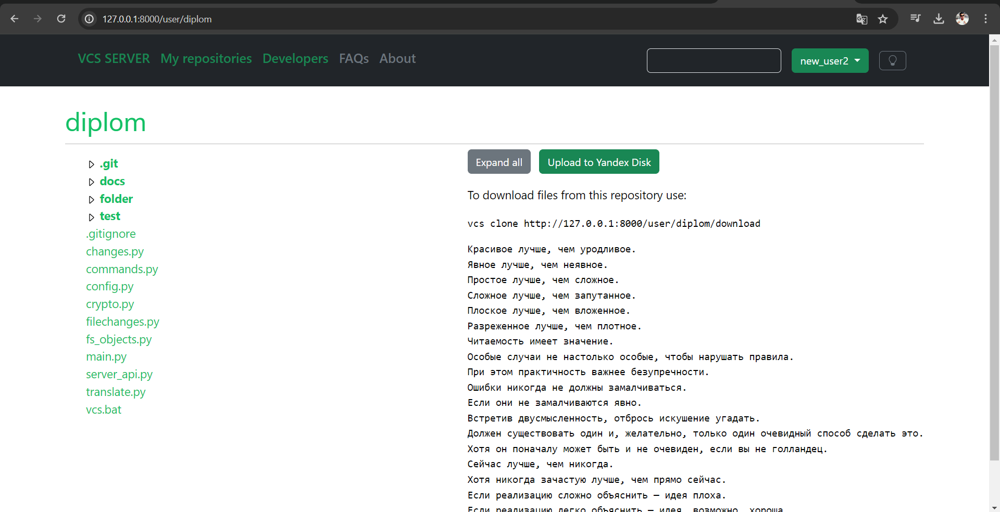 127.0.0.1:8000/user/diplom
VCS SERVER My repositories Developers FAQs About new_user2
diplom
.git
docs
folder
test
.gitignore
changes.py
commands.py
config.py
crypto.py
filechanges.py
fs_objects.py
main.py
server_api.py
translate.py
vcs.bat
Expand all Upload to Yandex Disk
To download files from this repository use:
vcs clone http://127.0.0.1:8000/user/diplom/download
Красивое лучше, чем уродливое.
Явное лучше, чем неявное.
Простое лучше, чем сложное.
Сложное лучше, чем запутанное.
Плоское лучше, чем вложенное.
Разреженное лучше, чем плотное.
Читаемость имеет значение.
Особые случаи не настолько особые, чтобы нарушать правила.
При этом практичность важнее безупречности.
Ошибки никогда не должны замалчиваться.
Если они не замалчиваются явно.
Встретив двусмысленность, отбрось искушение угадать.
Должен существовать один и, желательно, только один очевидный способ сделать это.
Хотя он поначалу может быть и не очевиден, если вы не голландец.
Сейчас лучше, чем никогда.
Хотя никогда зачастую лучше, чем прямо сейчас.
Если реализацию сложно объяснить — идея плоха.
Если реализацию легко объяснить — идея, возможно, хороша